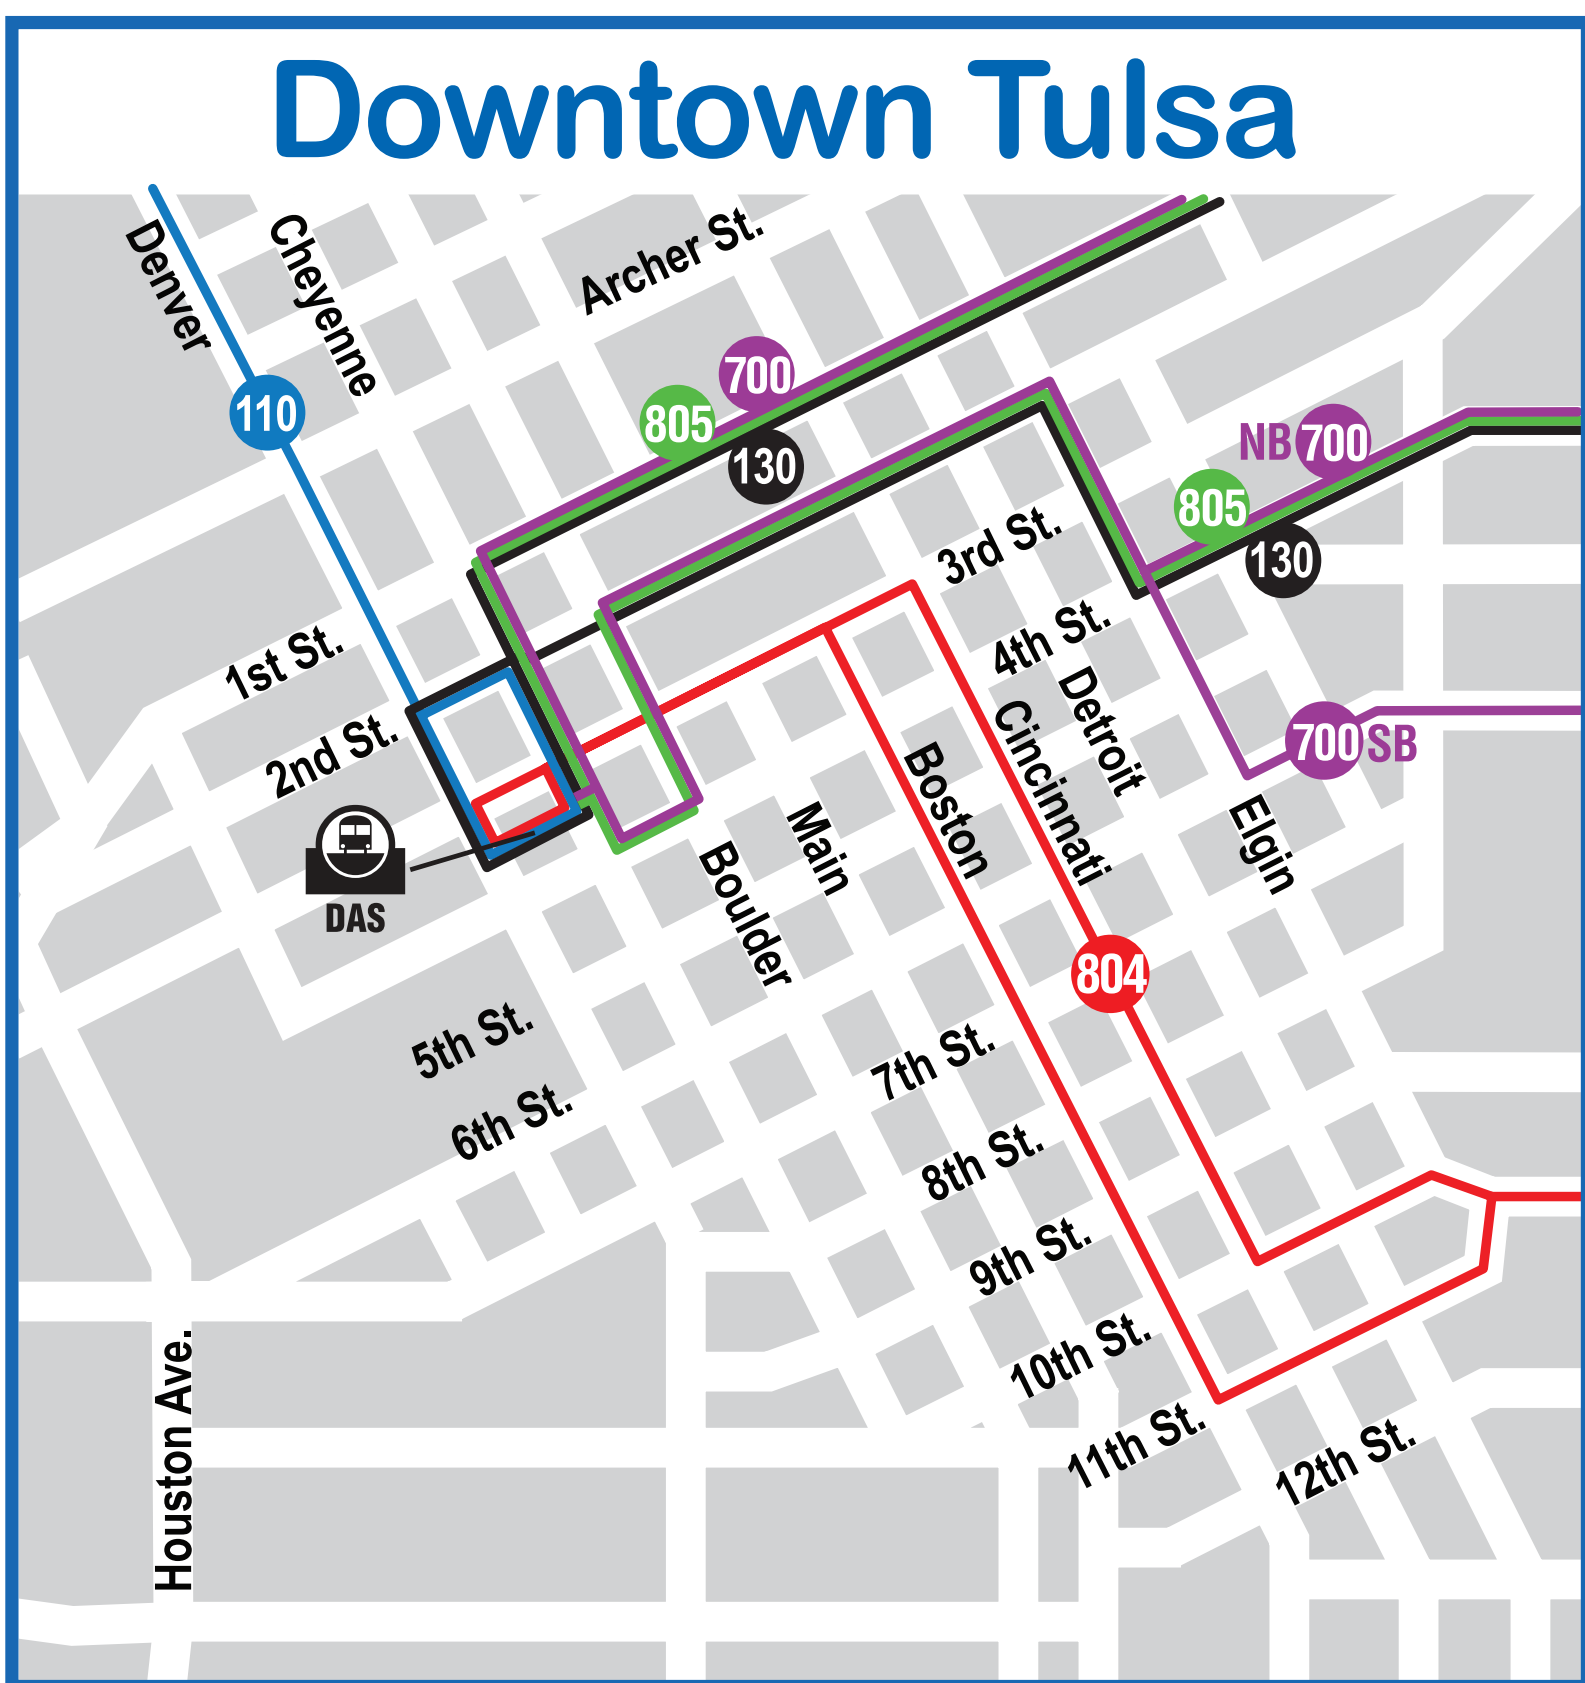 Downtown Tulsa
Denver
Cheyenne
Archer St.
700
805
130
110
NB 700
805
130
3rd St.
4th St.
1st St.
2nd St.
Detroit
Cincinnati
700 SB
Boston
Main
Elgin
DAS
Boulder
804
5th St.
6th St.
7th St.
8th St.
9th St.
10th St.
11th St.
12th St.
Houston Ave.